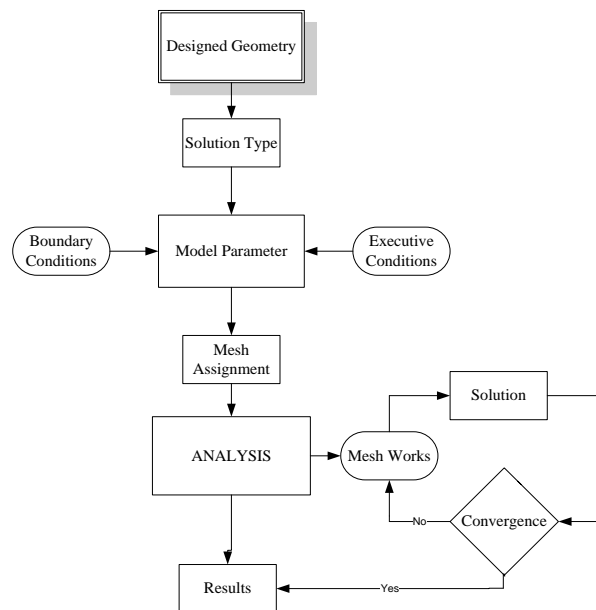 Designed Geometry
Solution Type
Boundary
Conditions
Model Parameter
Executive
Conditions
Mesh
Assignment
Solution
ANALYSIS
Mesh Works
No
Convergence
Results
Yes